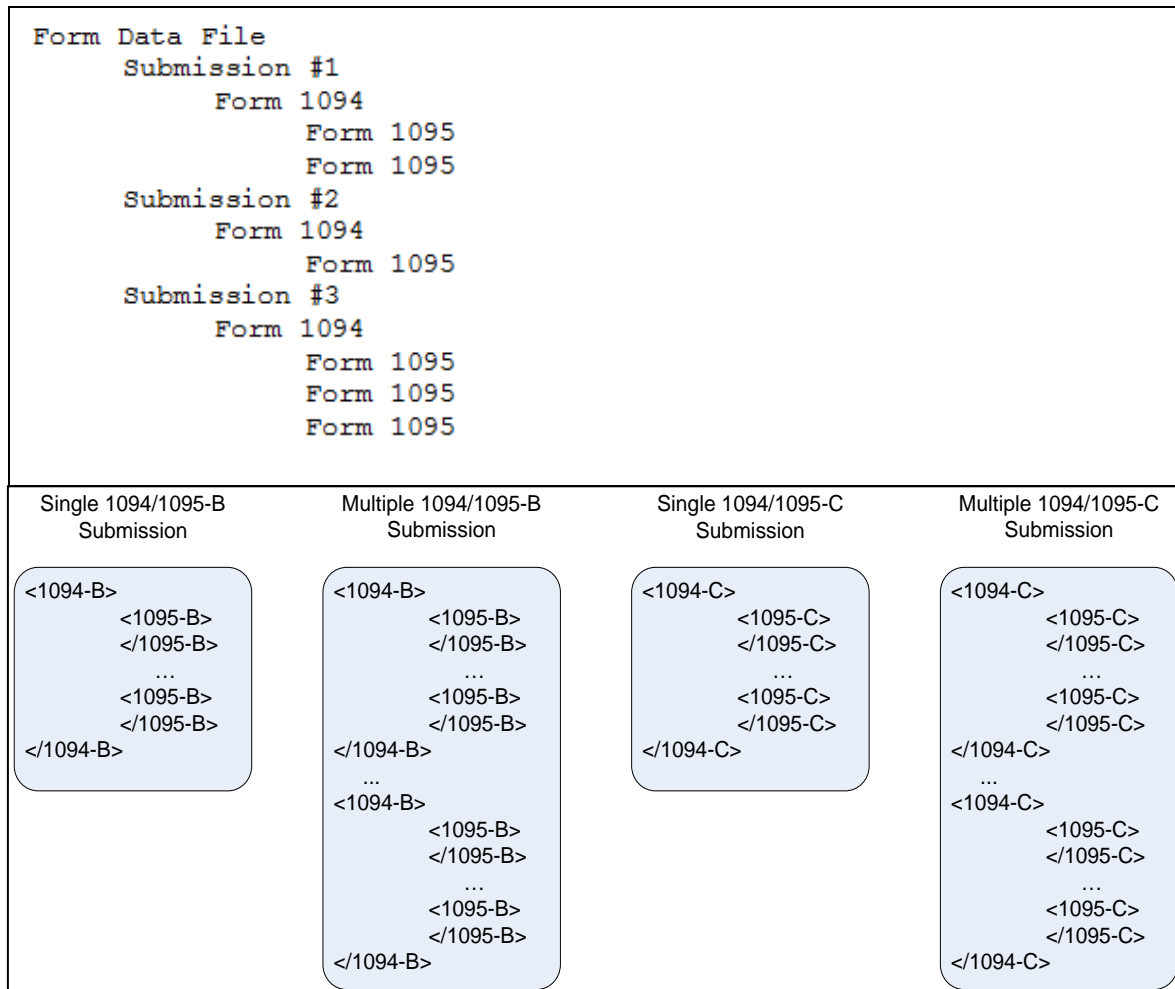 Form Data File
Submission #1
Form 1094
Form 1095
Form 1095
Submission #2
Form 1094
Form 1095
Submission #3
Form 1094
Form 1095
Form 1095
Form 1095
Single 1094/1095-B
Submission
<1094-B>
<1095-B>
</1095-B>
…
<1095-B>
</1095-B>
</1094-B>
Multiple 1094/1095-B
Submission
<1094-B>
<1095-B>
</1095-B>
…
<1095-B>
</1095-B>
</1094-B>
...
<1094-B>
<1095-B>
</1095-B>
…
<1095-B>
</1095-B>
</1094-B>
Single 1094/1095-C
Submission
<1094-C>
<1095-C>
</1095-C>
…
<1095-C>
</1095-C>
</1094-C>
Multiple 1094/1095-C
Submission
<1094-C>
<1095-C>
</1095-C>
…
<1095-C>
</1095-C>
</1094-C>
...
<1094-C>
<1095-C>
</1095-C>
…
<1095-C>
</1095-C>
</1094-C>